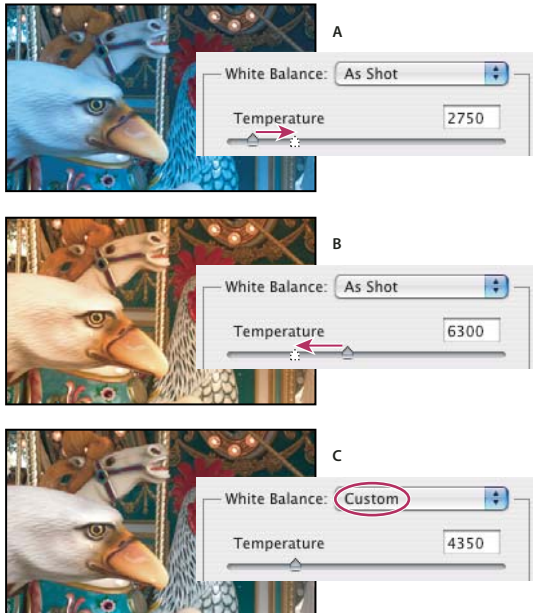 A
White Balance: As Shot
Temperature 2750
B
White Balance: As Shot
Temperature 6300
C
White Balance: Custom
Temperature 4350